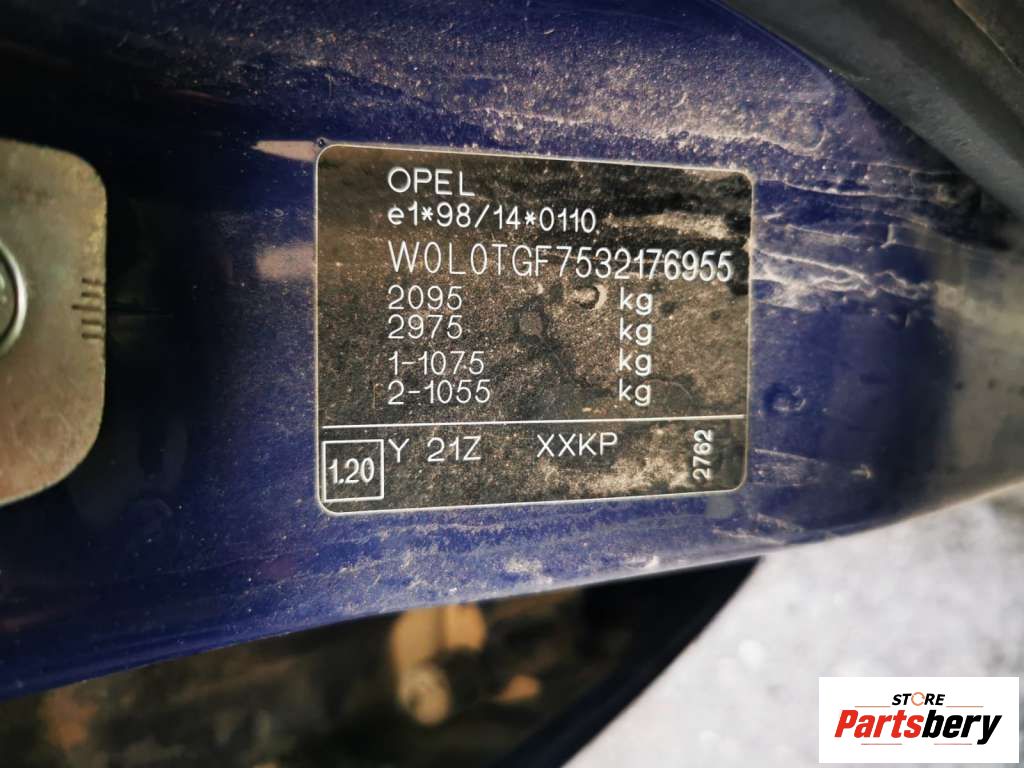 OPEL
e1*98/14*0110
W0L0TGF7532176955
2095 kg
2975 kg
1-1075 kg
2-1055 kg
1.20 Y 21Z XXKP 2762
STORE
Partsbery